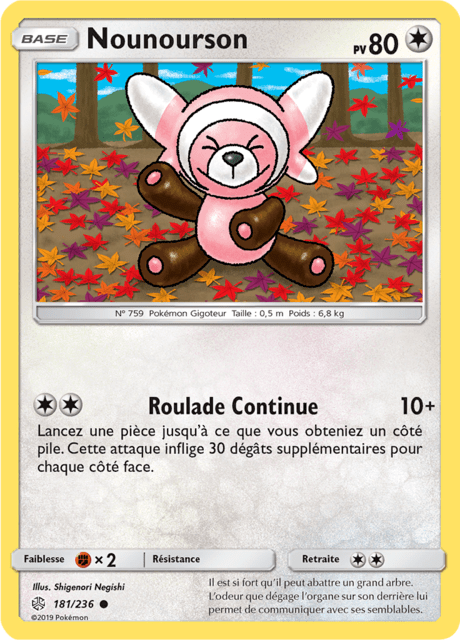 BASE Nounourson PV 80
N° 759 Pokémon Gigoteur Taille : 0,5 m Poids : 6,8 kg
Roulade Continue 10+
Lancez une pièce jusqu'à ce que vous obteniez un côté
pile. Cette attaque inflige 30 dégâts supplémentaires pour
chaque côté face.
Faiblesse × 2 Résistance Retraite
Illus. Shigenori Negishi
181/236
©2019 Pokémon
Il est si fort qu'il peut abattre un grand arbre.
L'odeur que dégage l'organe sur son derrière lui
permet de communiquer avec ses semblables.